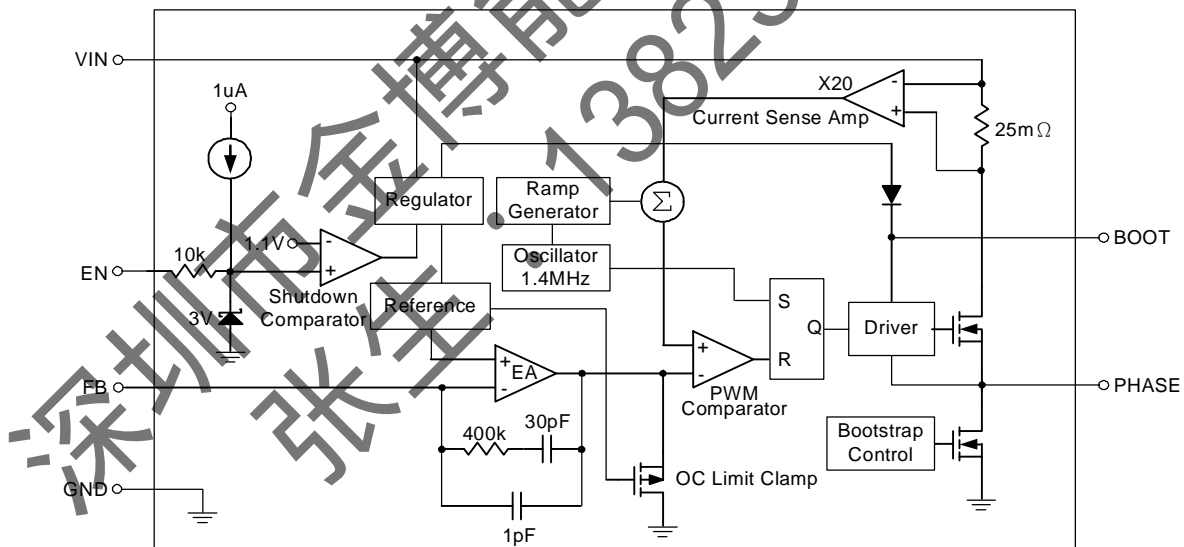 VIN
1uA
X20
-
+
Current Sense Amp
25mΩ
Regulator
Ramp
Generator
Σ
BOOT
1.1V
-
+
10k
EN
Oscillator
1.4MHz
Shutdown
Comparator
3V
Reference
S
Q
R
Driver
+
EA
-
+
-
PWM
Comparator
FB
PHASE
400k
30pF
Bootstrap
Control
OC Limit Clamp
GND
1pF
深圳市金博能
张生:13823